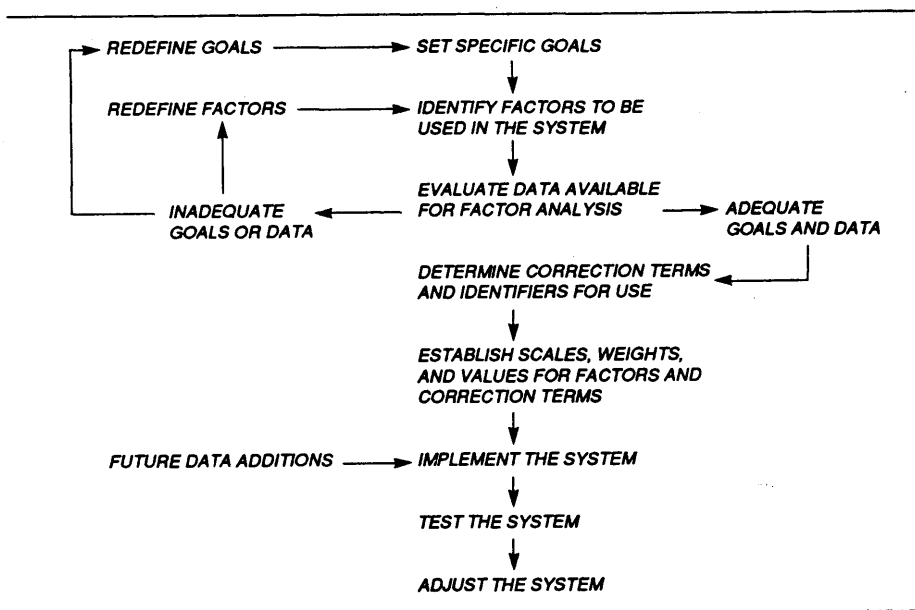 REDEFINE GOALS
SET SPECIFIC GOALS
REDEFINE FACTORS
IDENTIFY FACTORS TO BE
USED IN THE SYSTEM
EVALUATE DATA AVAILABLE
FOR FACTOR ANALYSIS
INADEQUATE
GOALS OR DATA
ADEQUATE
GOALS AND DATA
DETERMINE CORRECTION TERMS
AND IDENTIFIERS FOR USE
ESTABLISH SCALES, WEIGHTS,
AND VALUES FOR FACTORS AND
CORRECTION TERMS
FUTURE DATA ADDITIONS
IMPLEMENT THE SYSTEM
TEST THE SYSTEM
ADJUST THE SYSTEM